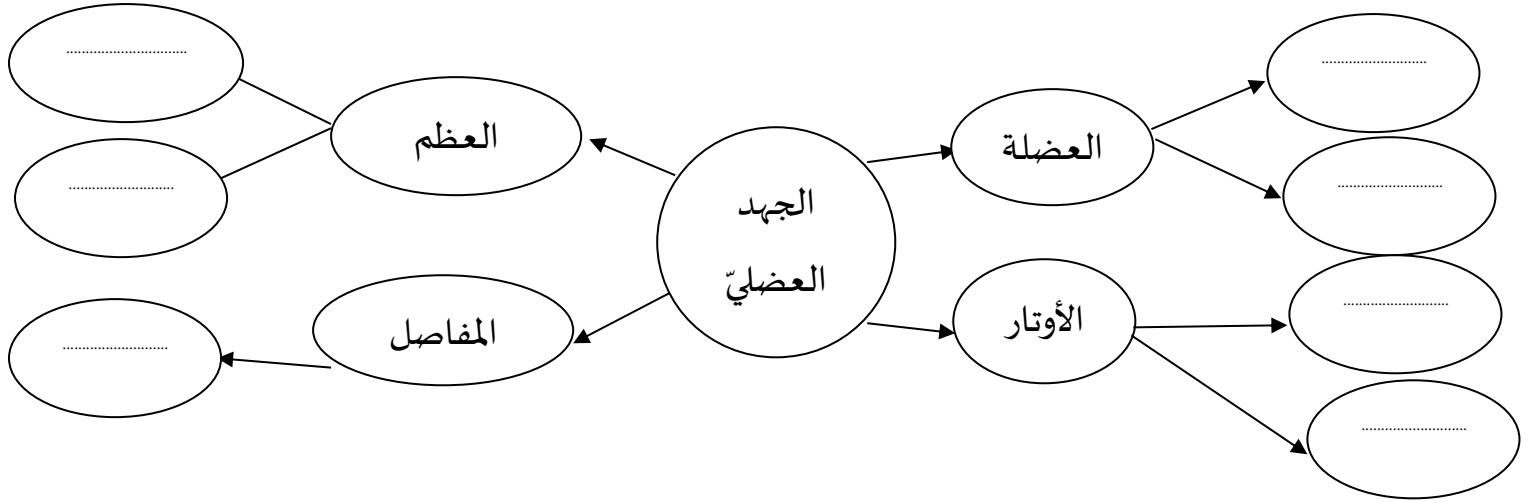 العضلة
العظم
الجهد
العضليّ
الأوتار
المفاصل